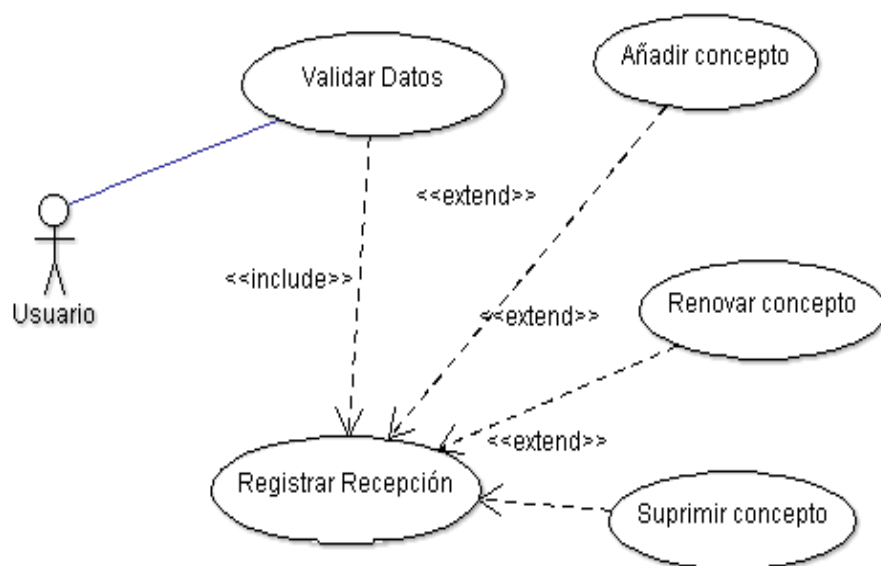 Validar Datos
Añadir concepto
<<extend>>
<<include>>
Usuario
<<extend>>
Renovar concepto
<<extend>>
Registrar Recepción
Suprimir concepto